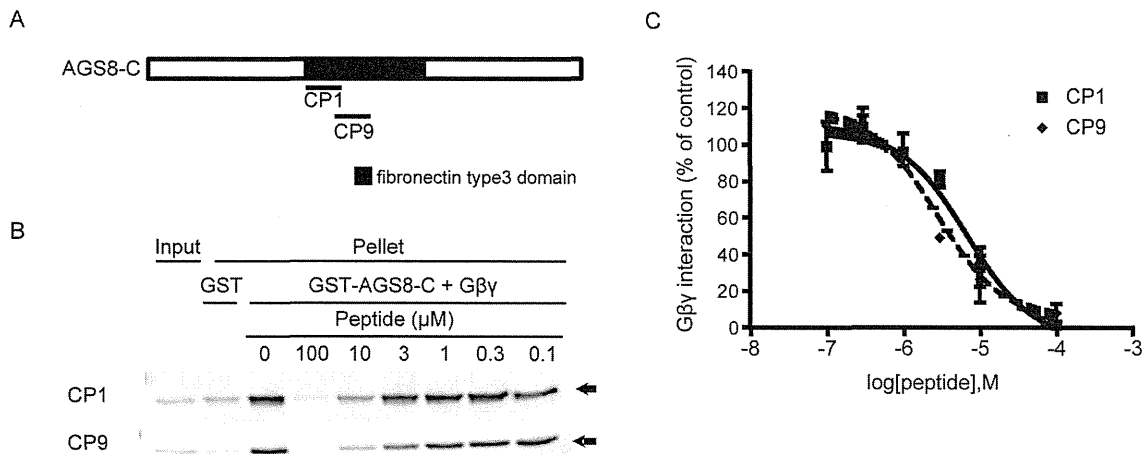 A
AGS8-C
CP1
CP9
fibronectin type3 domain
B
Input
Pellet
GST
GST-AGS8-C + Gβγ
Peptide (μM)
0 100 10 3 1 0.3 0.1
CP1
CP9
C
Gβγ interaction (% of control)
140
120
100
80
60
40
20
0
-8 -7 -6 -5 -4 -3
log[peptide],M
CP1
CP9